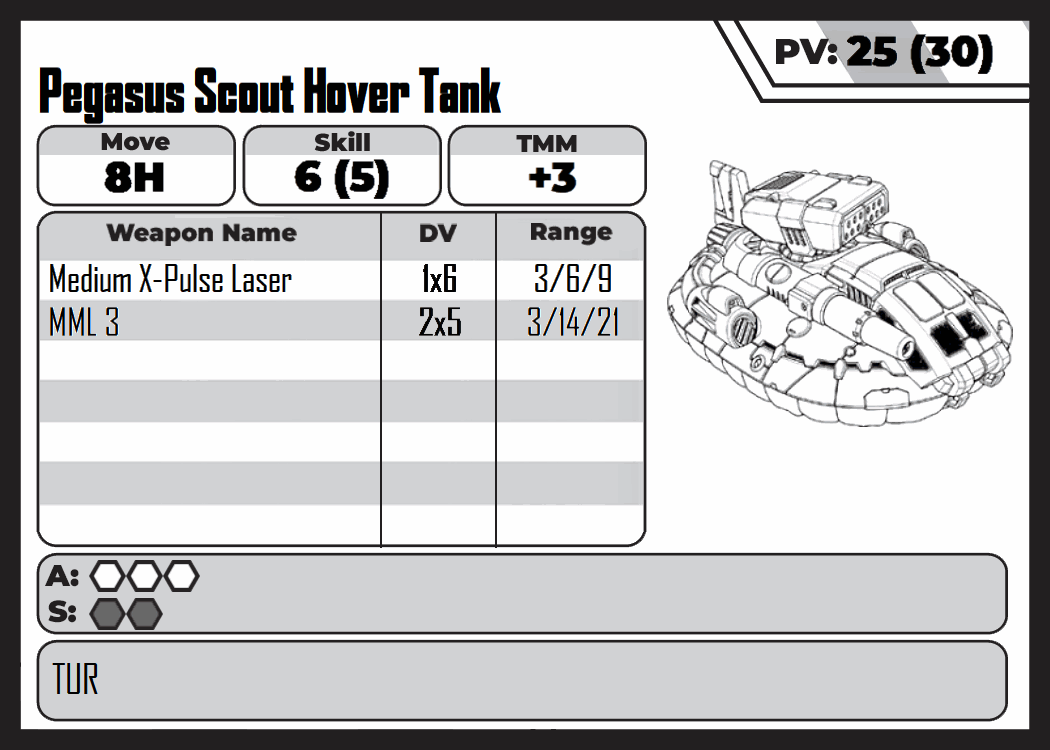 PV: 25 (30)
Pegasus Scout Hover Tank
Move Skill TMM
8H 6 (5) +3
Weapon Name DV Range
Medium X-Pulse Laser 1x6 3/6/9
MML 3 2x5 3/14/21
A:
S:
TUR